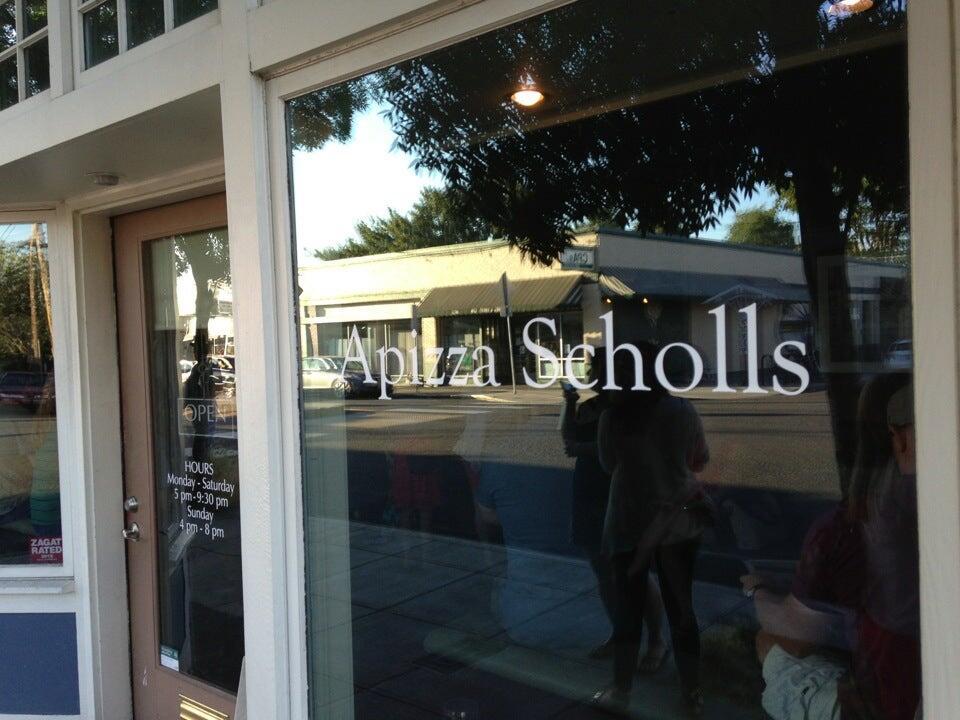 Apizza Scholls
OPEN
HOURS
Monday - Saturday
5 pm - 9:30 pm
Sunday
4 pm - 8 pm
ZAGAT
RATED